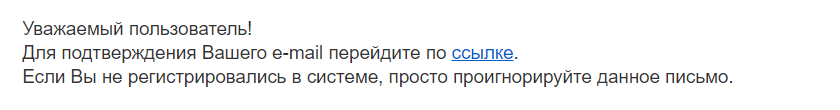 Уважаемый пользователь!
Для подтверждения Вашего e-mail перейдите по ссылке.
Если Вы не регистрировались в системе, просто проигнорируйте данное письмо.